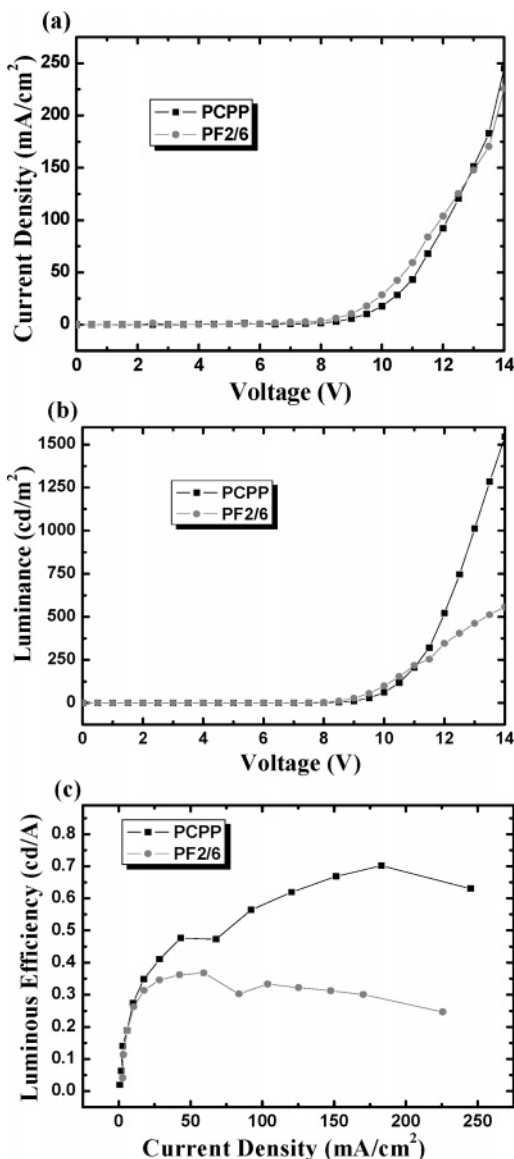 (a)
250
200
150
100
50
0
Current Density (mA/cm²)
PCPP
PF2/6
0 2 4 6 8 10 12 14
Voltage (V)
(b)
1500
1250
1000
750
500
250
0
Luminance (cd/m²)
PCPP
PF2/6
0 2 4 6 8 10 12 14
Voltage (V)
(c)
0.8
0.7
0.6
0.5
0.4
0.3
0.2
0.1
0.0
Luminous Efficiency (cd/A)
PCPP
PF2/6
0 50 100 150 200 250
Current Density (mA/cm²)